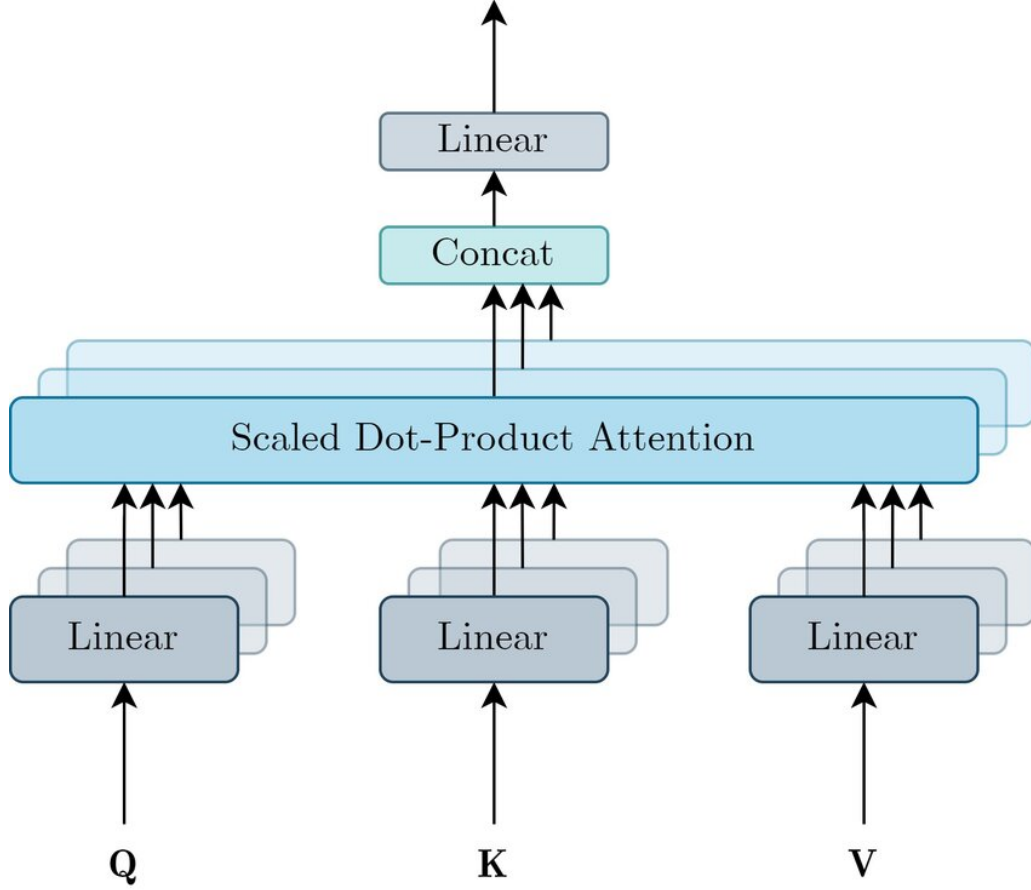 Linear
Concat
Scaled Dot-Product Attention
Linear
Linear
Linear
Q
K
V